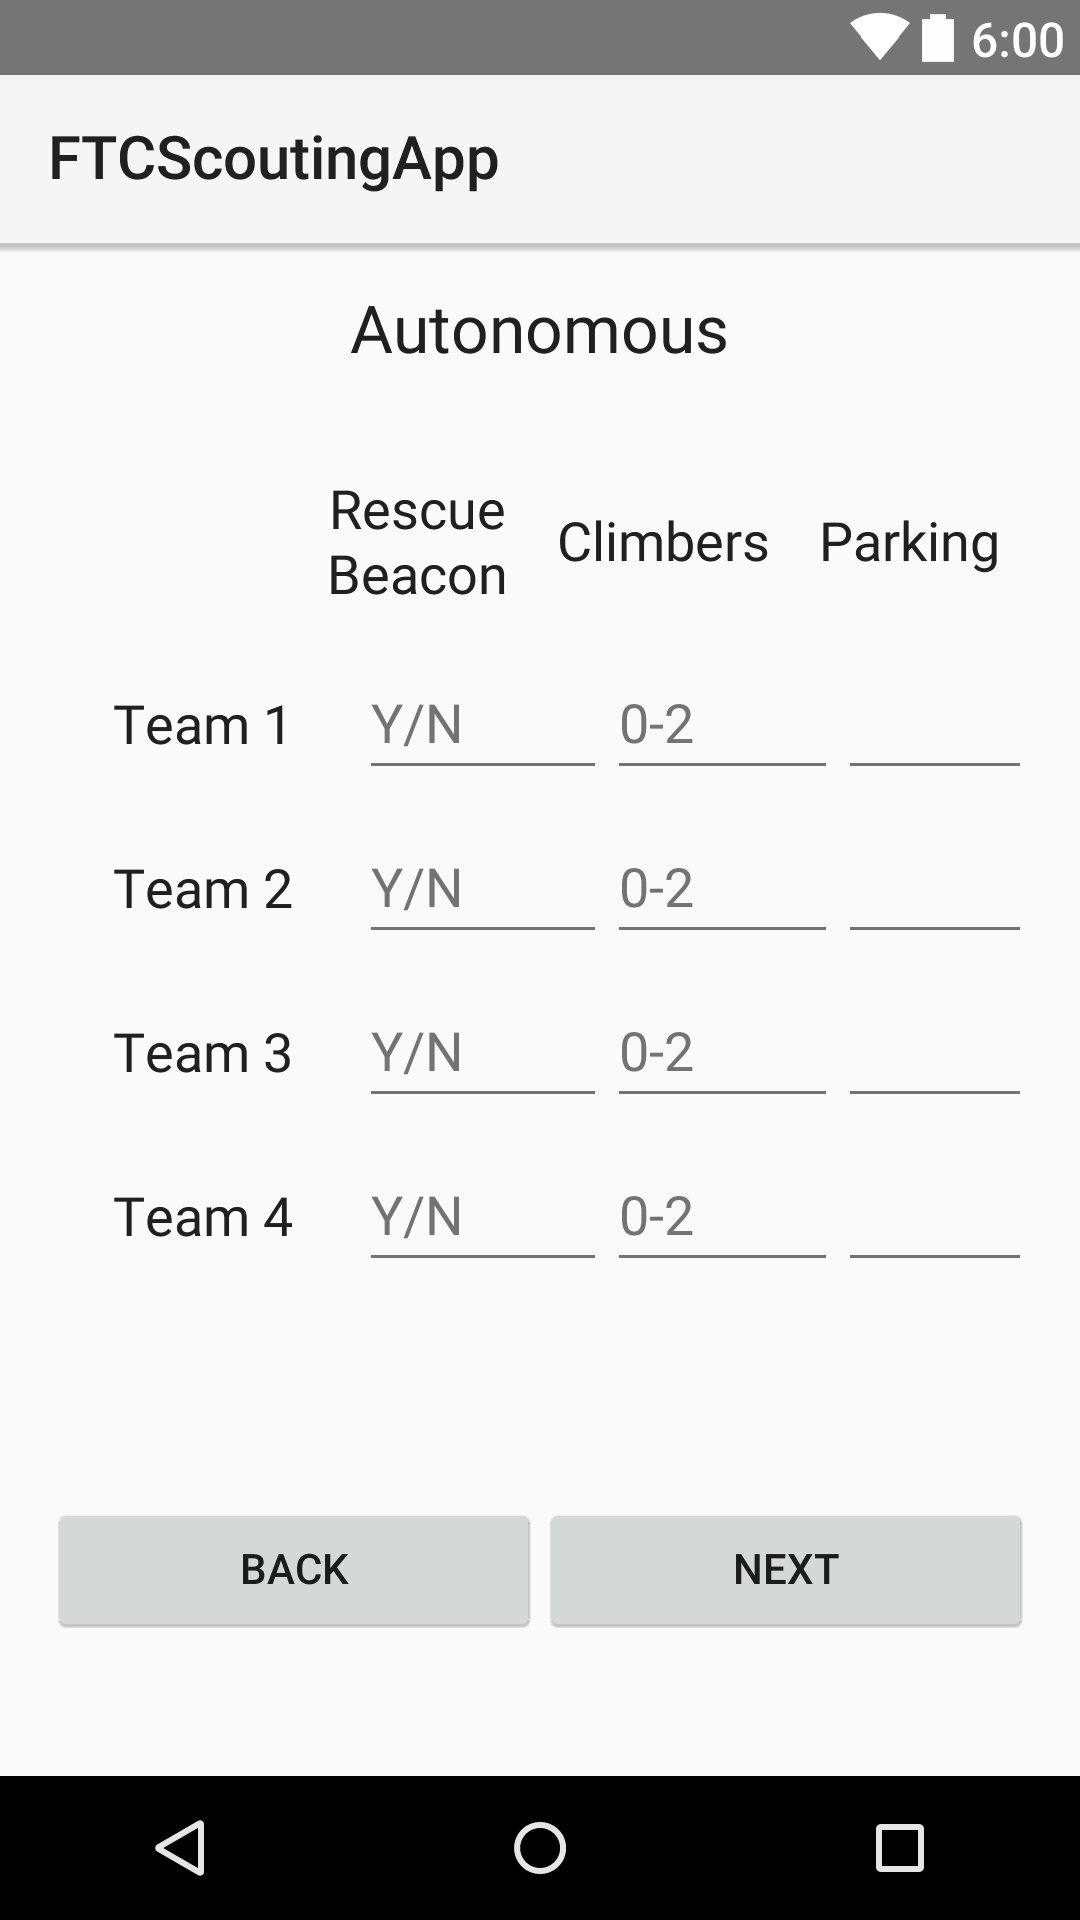 6:00
FTCScoutingApp
Autonomous
Rescue
Beacon
Climbers
Parking
Team 1 Y/N 0-2
Team 2 Y/N 0-2
Team 3 Y/N 0-2
Team 4 Y/N 0-2
BACK NEXT